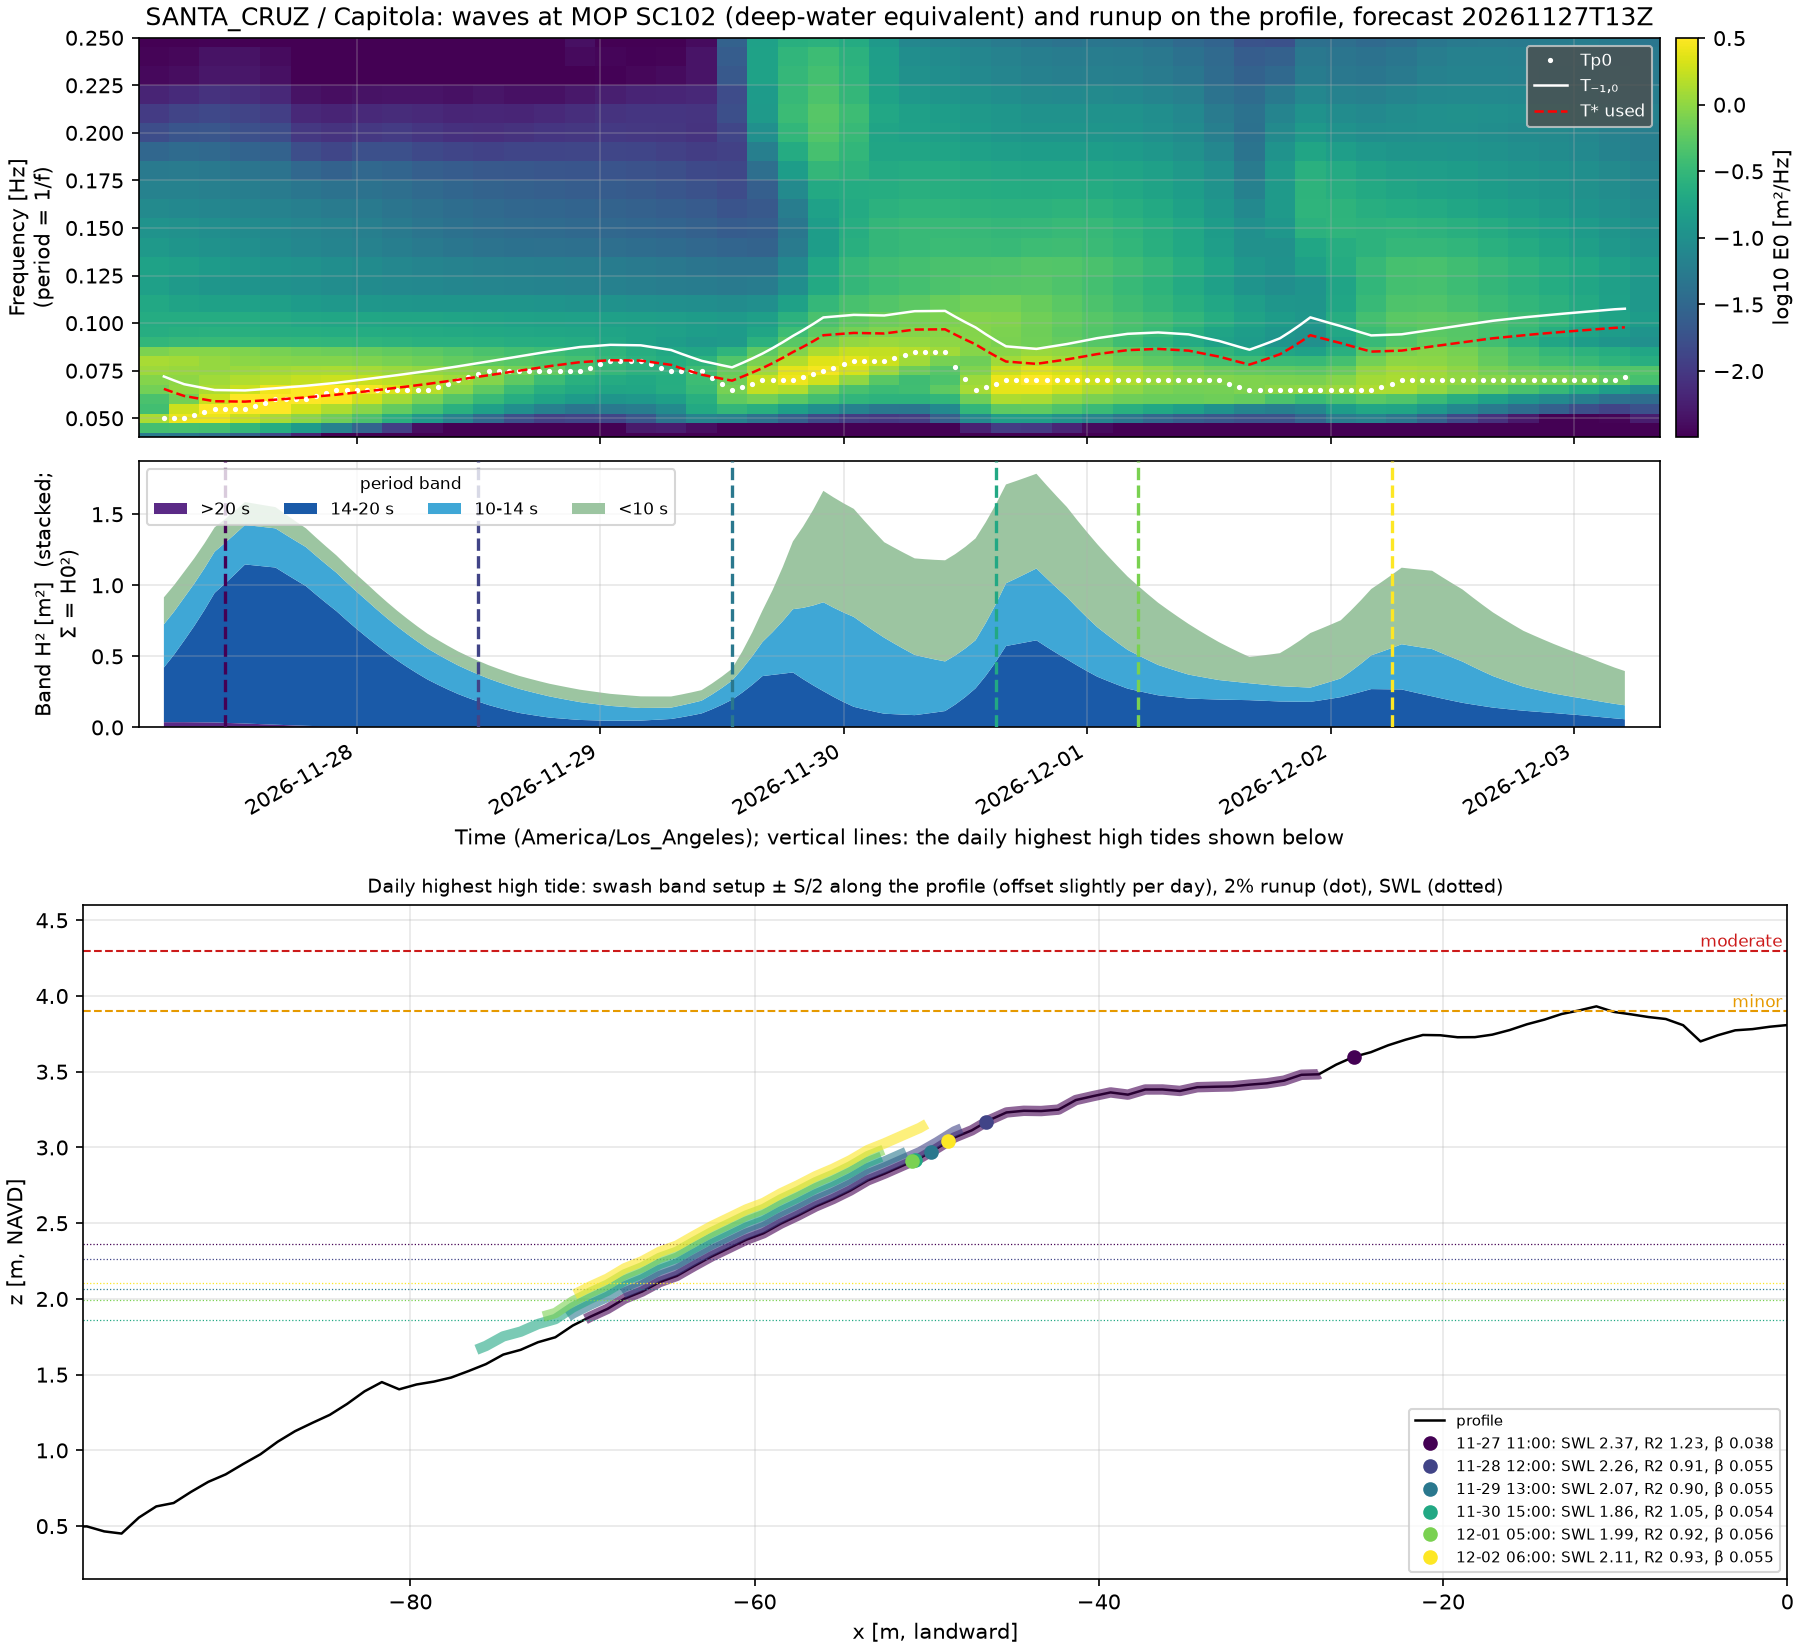 SANTA_CRUZ / Capitola: waves at MOP SC102 (deep-water equivalent) and runup on the profile, forecast 20261127T13Z
Frequency [Hz]
(period = 1/f)
0.250
0.225
0.200
0.175
0.150
0.125
0.100
0.075
0.050
Tp0
T₋₁,₀
T* used
0.5
0.0
−0.5
−1.0
−1.5
−2.0
log10 E0 [m²/Hz]
Band H² [m²]  (stacked;
Σ = H0²)
1.5
1.0
0.5
0.0
period band
>20 s
14-20 s
10-14 s
<10 s
2026-11-28
2026-11-29
2026-11-30
2026-12-01
2026-12-02
2026-12-03
Time (America/Los_Angeles); vertical lines: the daily highest high tides shown below
Daily highest high tide: swash band setup ± S/2 along the profile (offset slightly per day), 2% runup (dot), SWL (dotted)
z [m, NAVD]
4.5
4.0
3.5
3.0
2.5
2.0
1.5
1.0
0.5
moderate
minor
profile
11-27 11:00: SWL 2.37, R2 1.23, β 0.038
11-28 12:00: SWL 2.26, R2 0.91, β 0.055
11-29 13:00: SWL 2.07, R2 0.90, β 0.055
11-30 15:00: SWL 1.86, R2 1.05, β 0.054
12-01 05:00: SWL 1.99, R2 0.92, β 0.056
12-02 06:00: SWL 2.11, R2 0.93, β 0.055
−80
−60
−40
−20
0
x [m, landward]